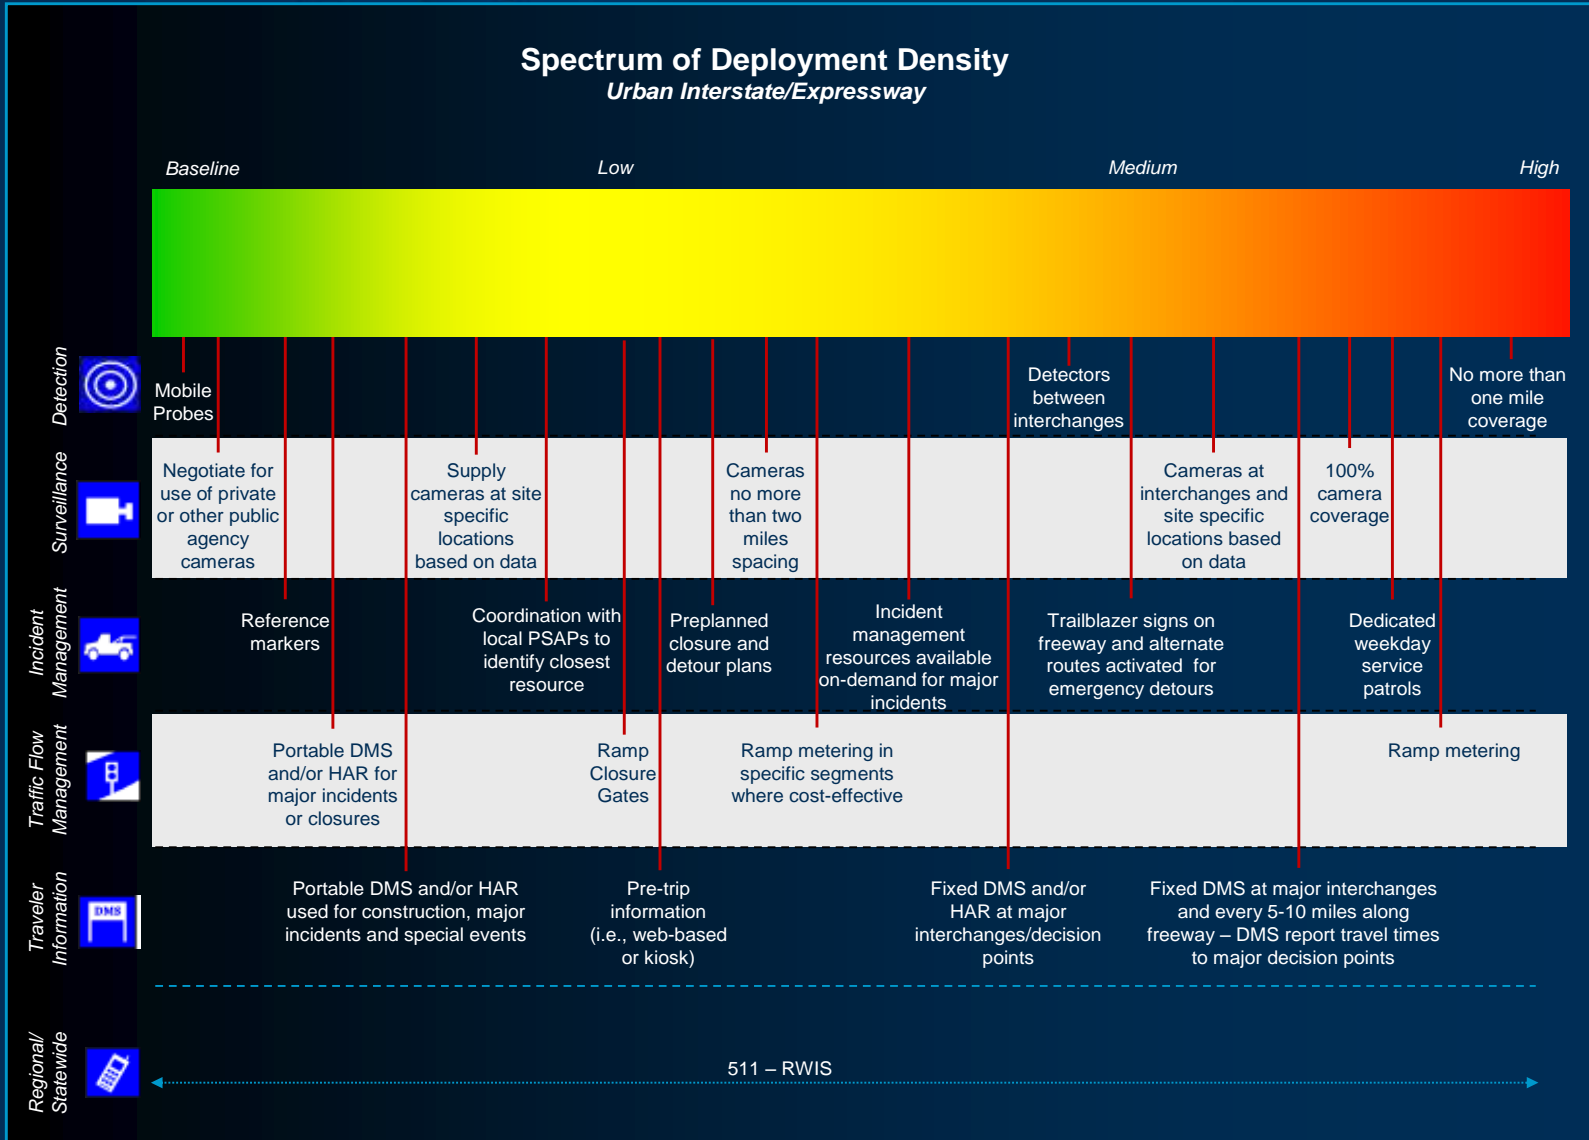 Spectrum of Deployment Density
Urban Interstate/Expressway
Baseline
Low
Medium
High
Detection
Mobile
Probes
Detectors
between
interchanges
No more than
one mile
coverage
Surveillance
Negotiate for
use of private
or other public
agency
cameras
Supply
cameras at site
specific
locations
based on data
Cameras
no more
than two
miles
spacing
Cameras at
interchanges and
site specific
locations based
on data
100%
camera
coverage
Incident
Management
Reference
markers
Coordination with
local PSAPs to
identify closest
resource
Preplanned
closure and
detour plans
Incident
management
resources available
on-demand for major
incidents
Trailblazer signs on
freeway and alternate
routes activated for
emergency detours
Dedicated
weekday
service
patrols
Traffic Flow
Management
Portable DMS
and/or HAR for
major incidents
or closures
Ramp
Closure
Gates
Ramp metering in
specific segments
where cost-effective
Ramp metering
Traveler
Information
DMS
Portable DMS and/or HAR
used for construction, major
incidents and special events
Pre-trip
information
(i.e., web-based
or kiosk)
Fixed DMS and/or
HAR at major
interchanges/decision
points
Fixed DMS at major interchanges
and every 5-10 miles along
freeway – DMS report travel times
to major decision points
Regional/
Statewide
511 – RWIS